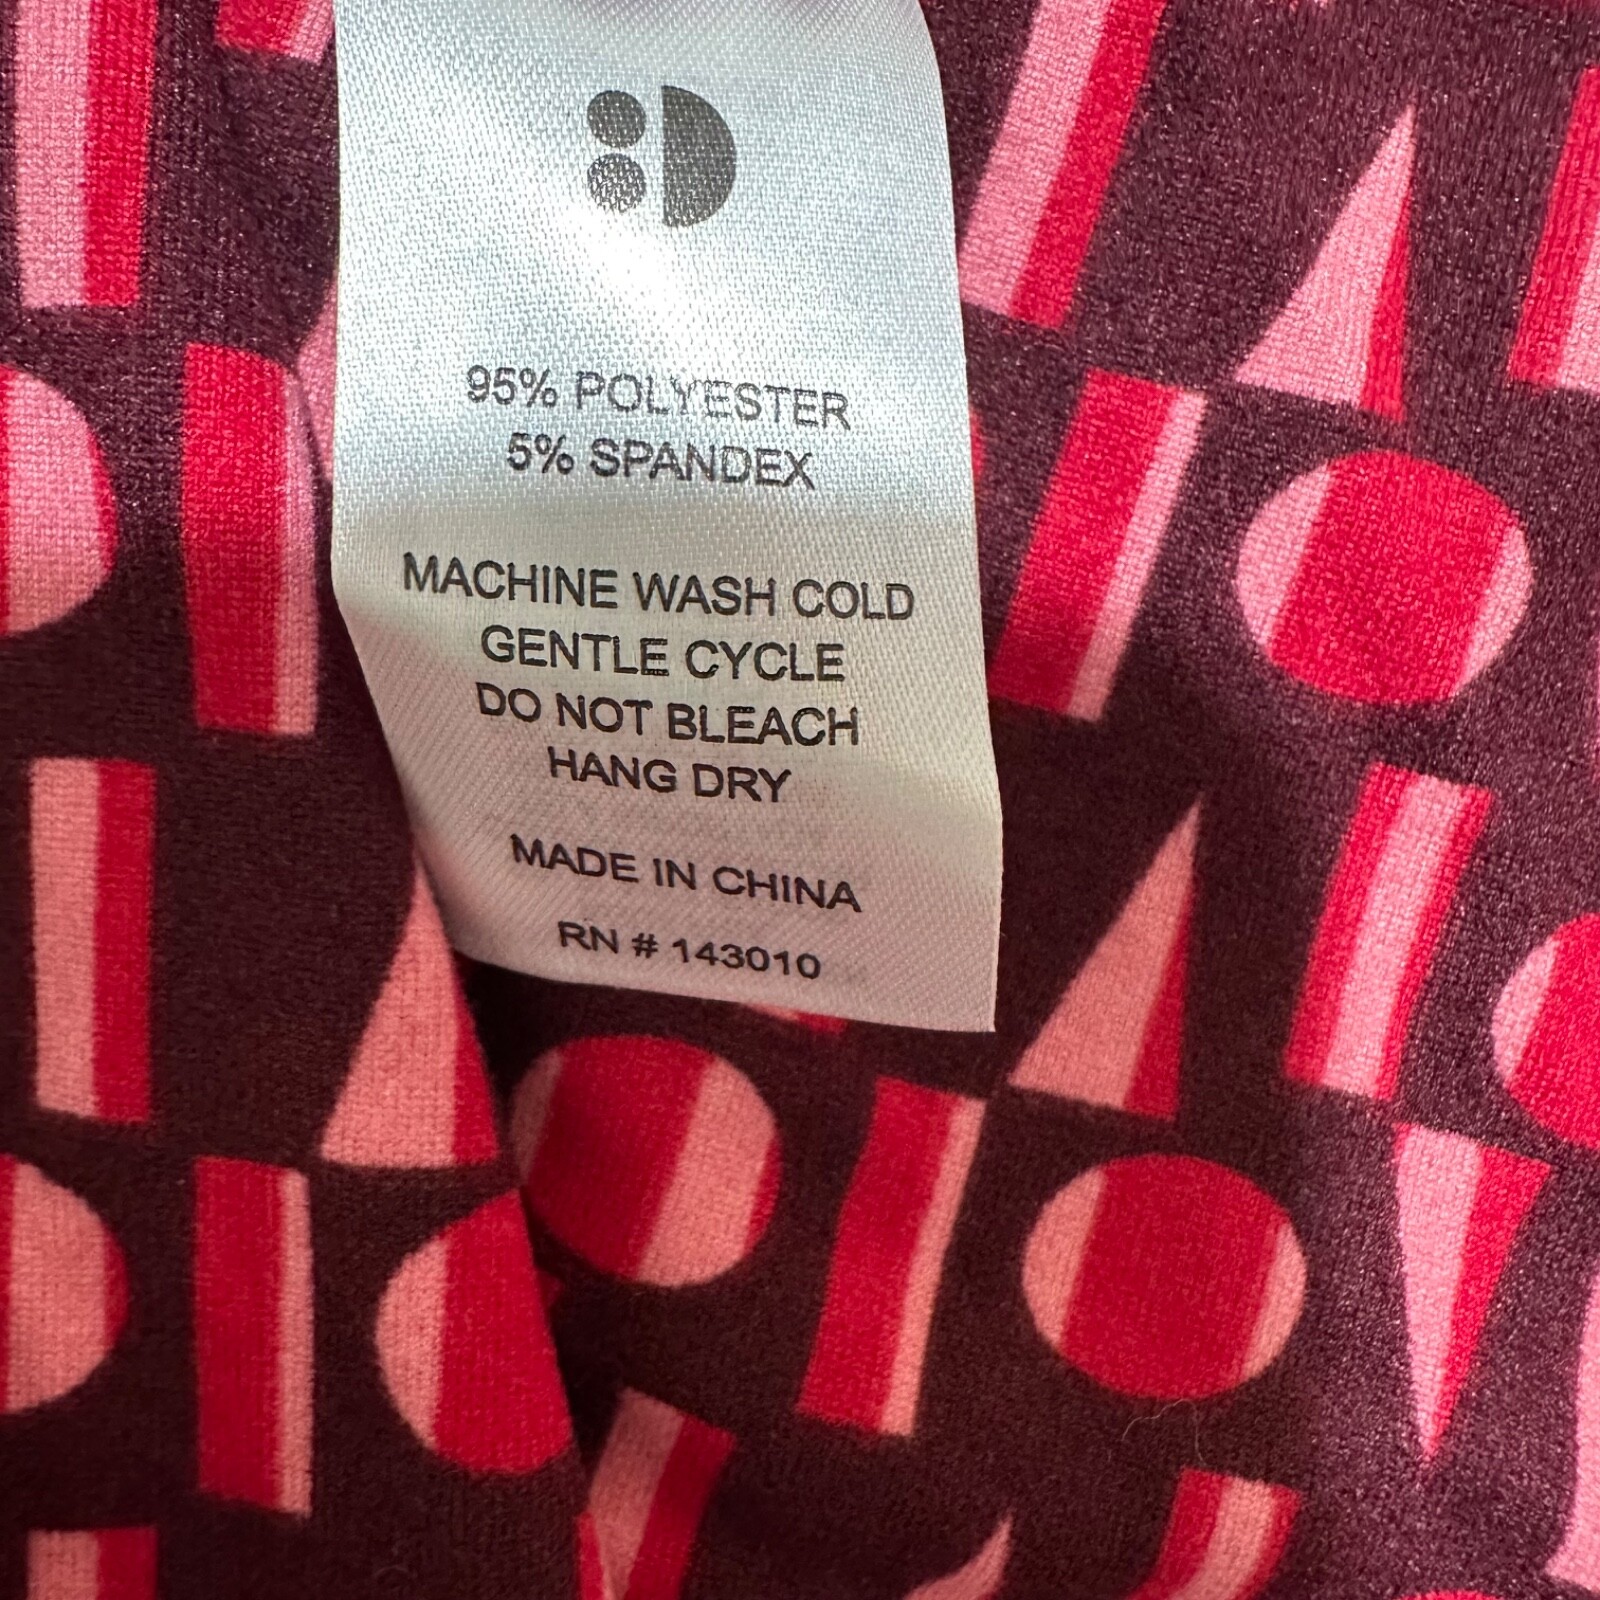 95% POLYESTER
5% SPANDEX
MACHINE WASH COLD
GENTLE CYCLE
DO NOT BLEACH
HANG DRY
MADE IN CHINA
RN # 143010